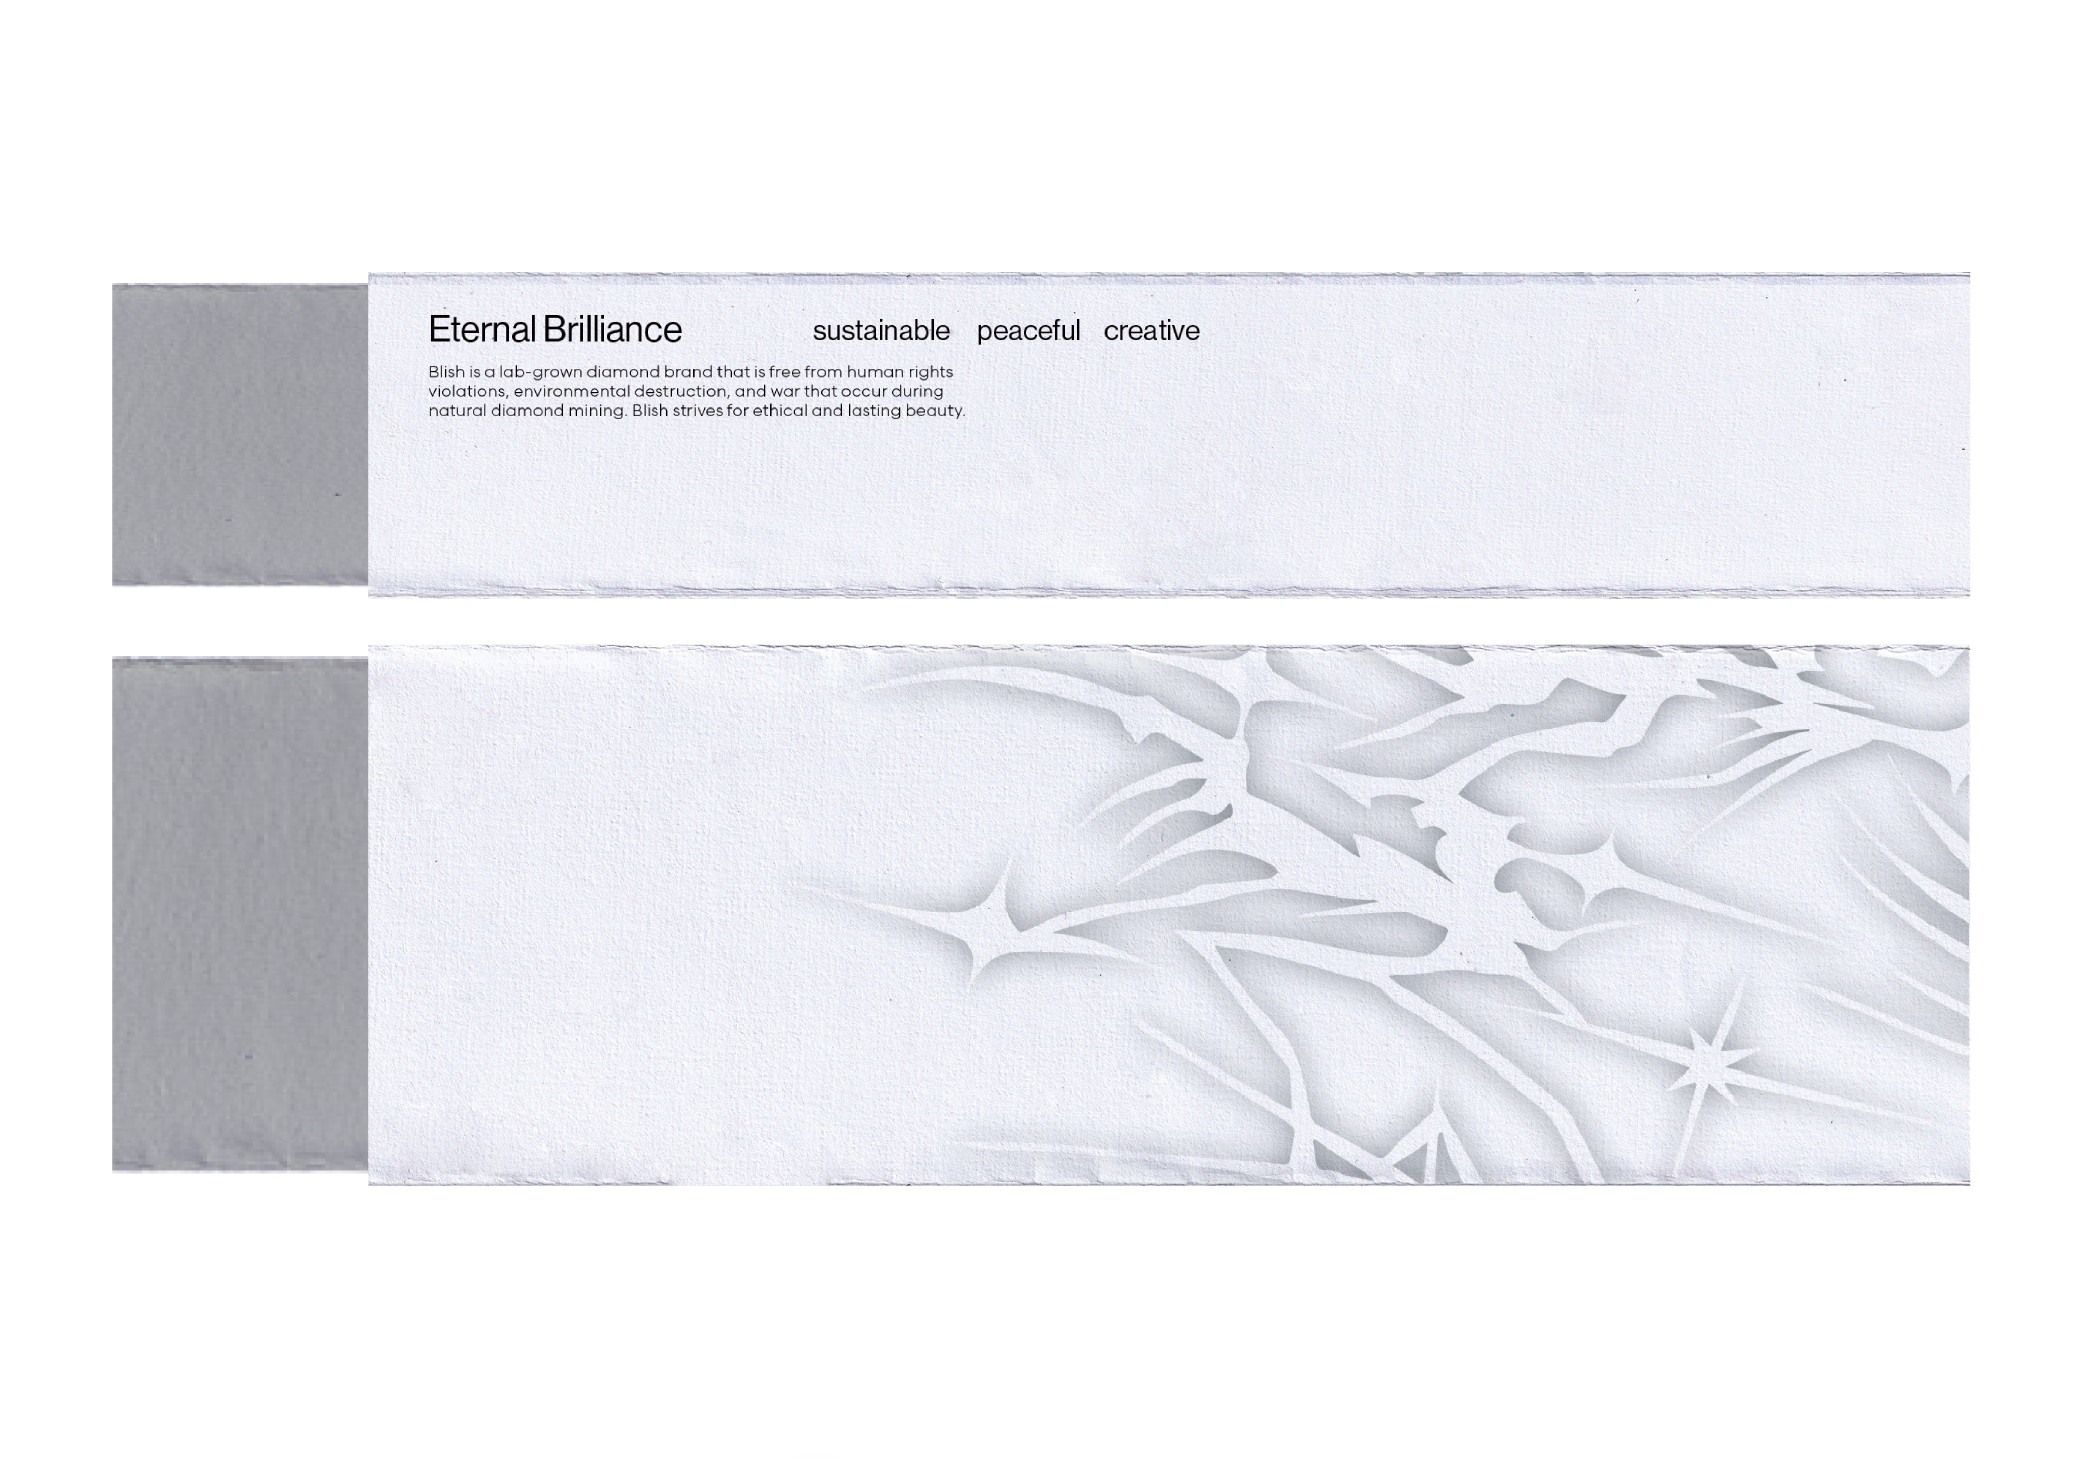 Eternal Brilliance sustainable peaceful creative
Blish is a lab-grown diamond brand that is free from human rights
violations, environmental destruction, and war that occur during
natural diamond mining. Blish strives for ethical and lasting beauty.